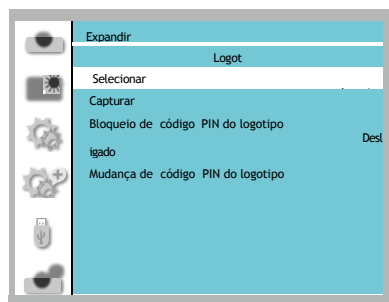 Expandir
Logot
Selecionar
Capturar
Bloqueio de código PIN do logotipo
Desl
igado
Mudança de código PIN do logotipo